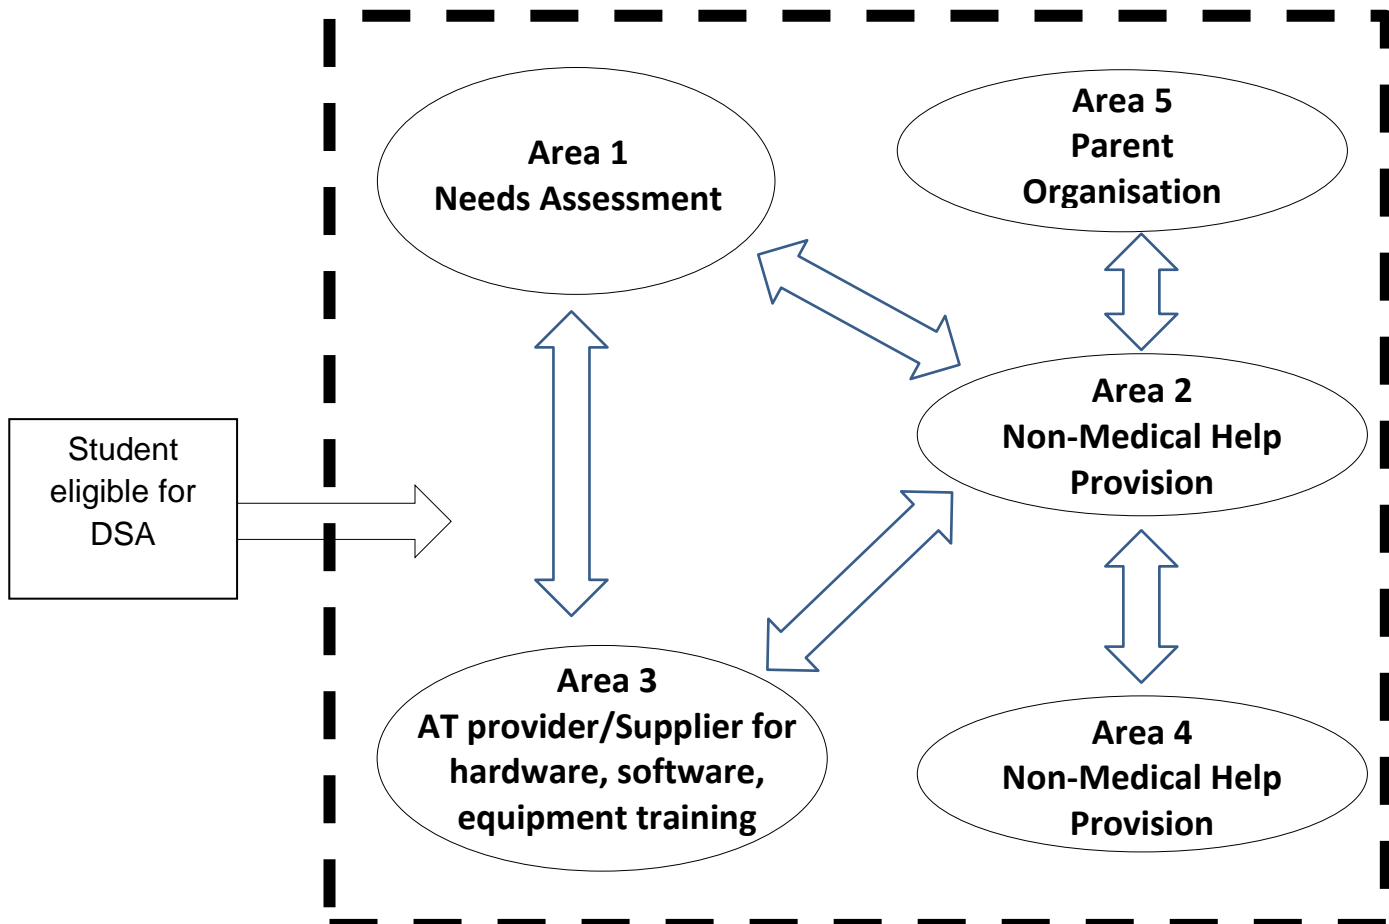 Student
eligible for
DSA
Area 1
Needs Assessment
Area 5
Parent
Organisation
Area 2
Non-Medical Help
Provision
Area 3
AT provider/Supplier for
hardware, software,
equipment training
Area 4
Non-Medical Help
Provision